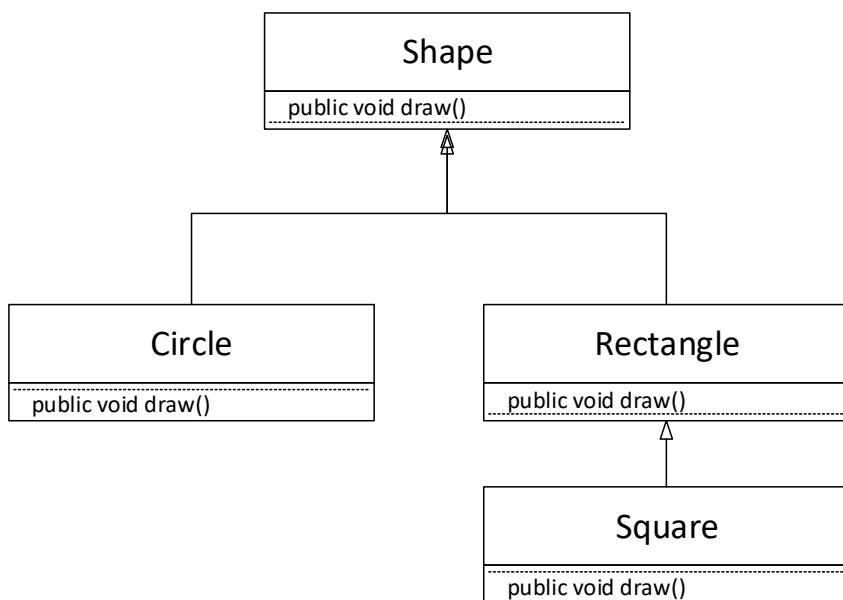 Shape
public void draw()
Circle
public void draw()
Rectangle
public void draw()
Square
public void draw()